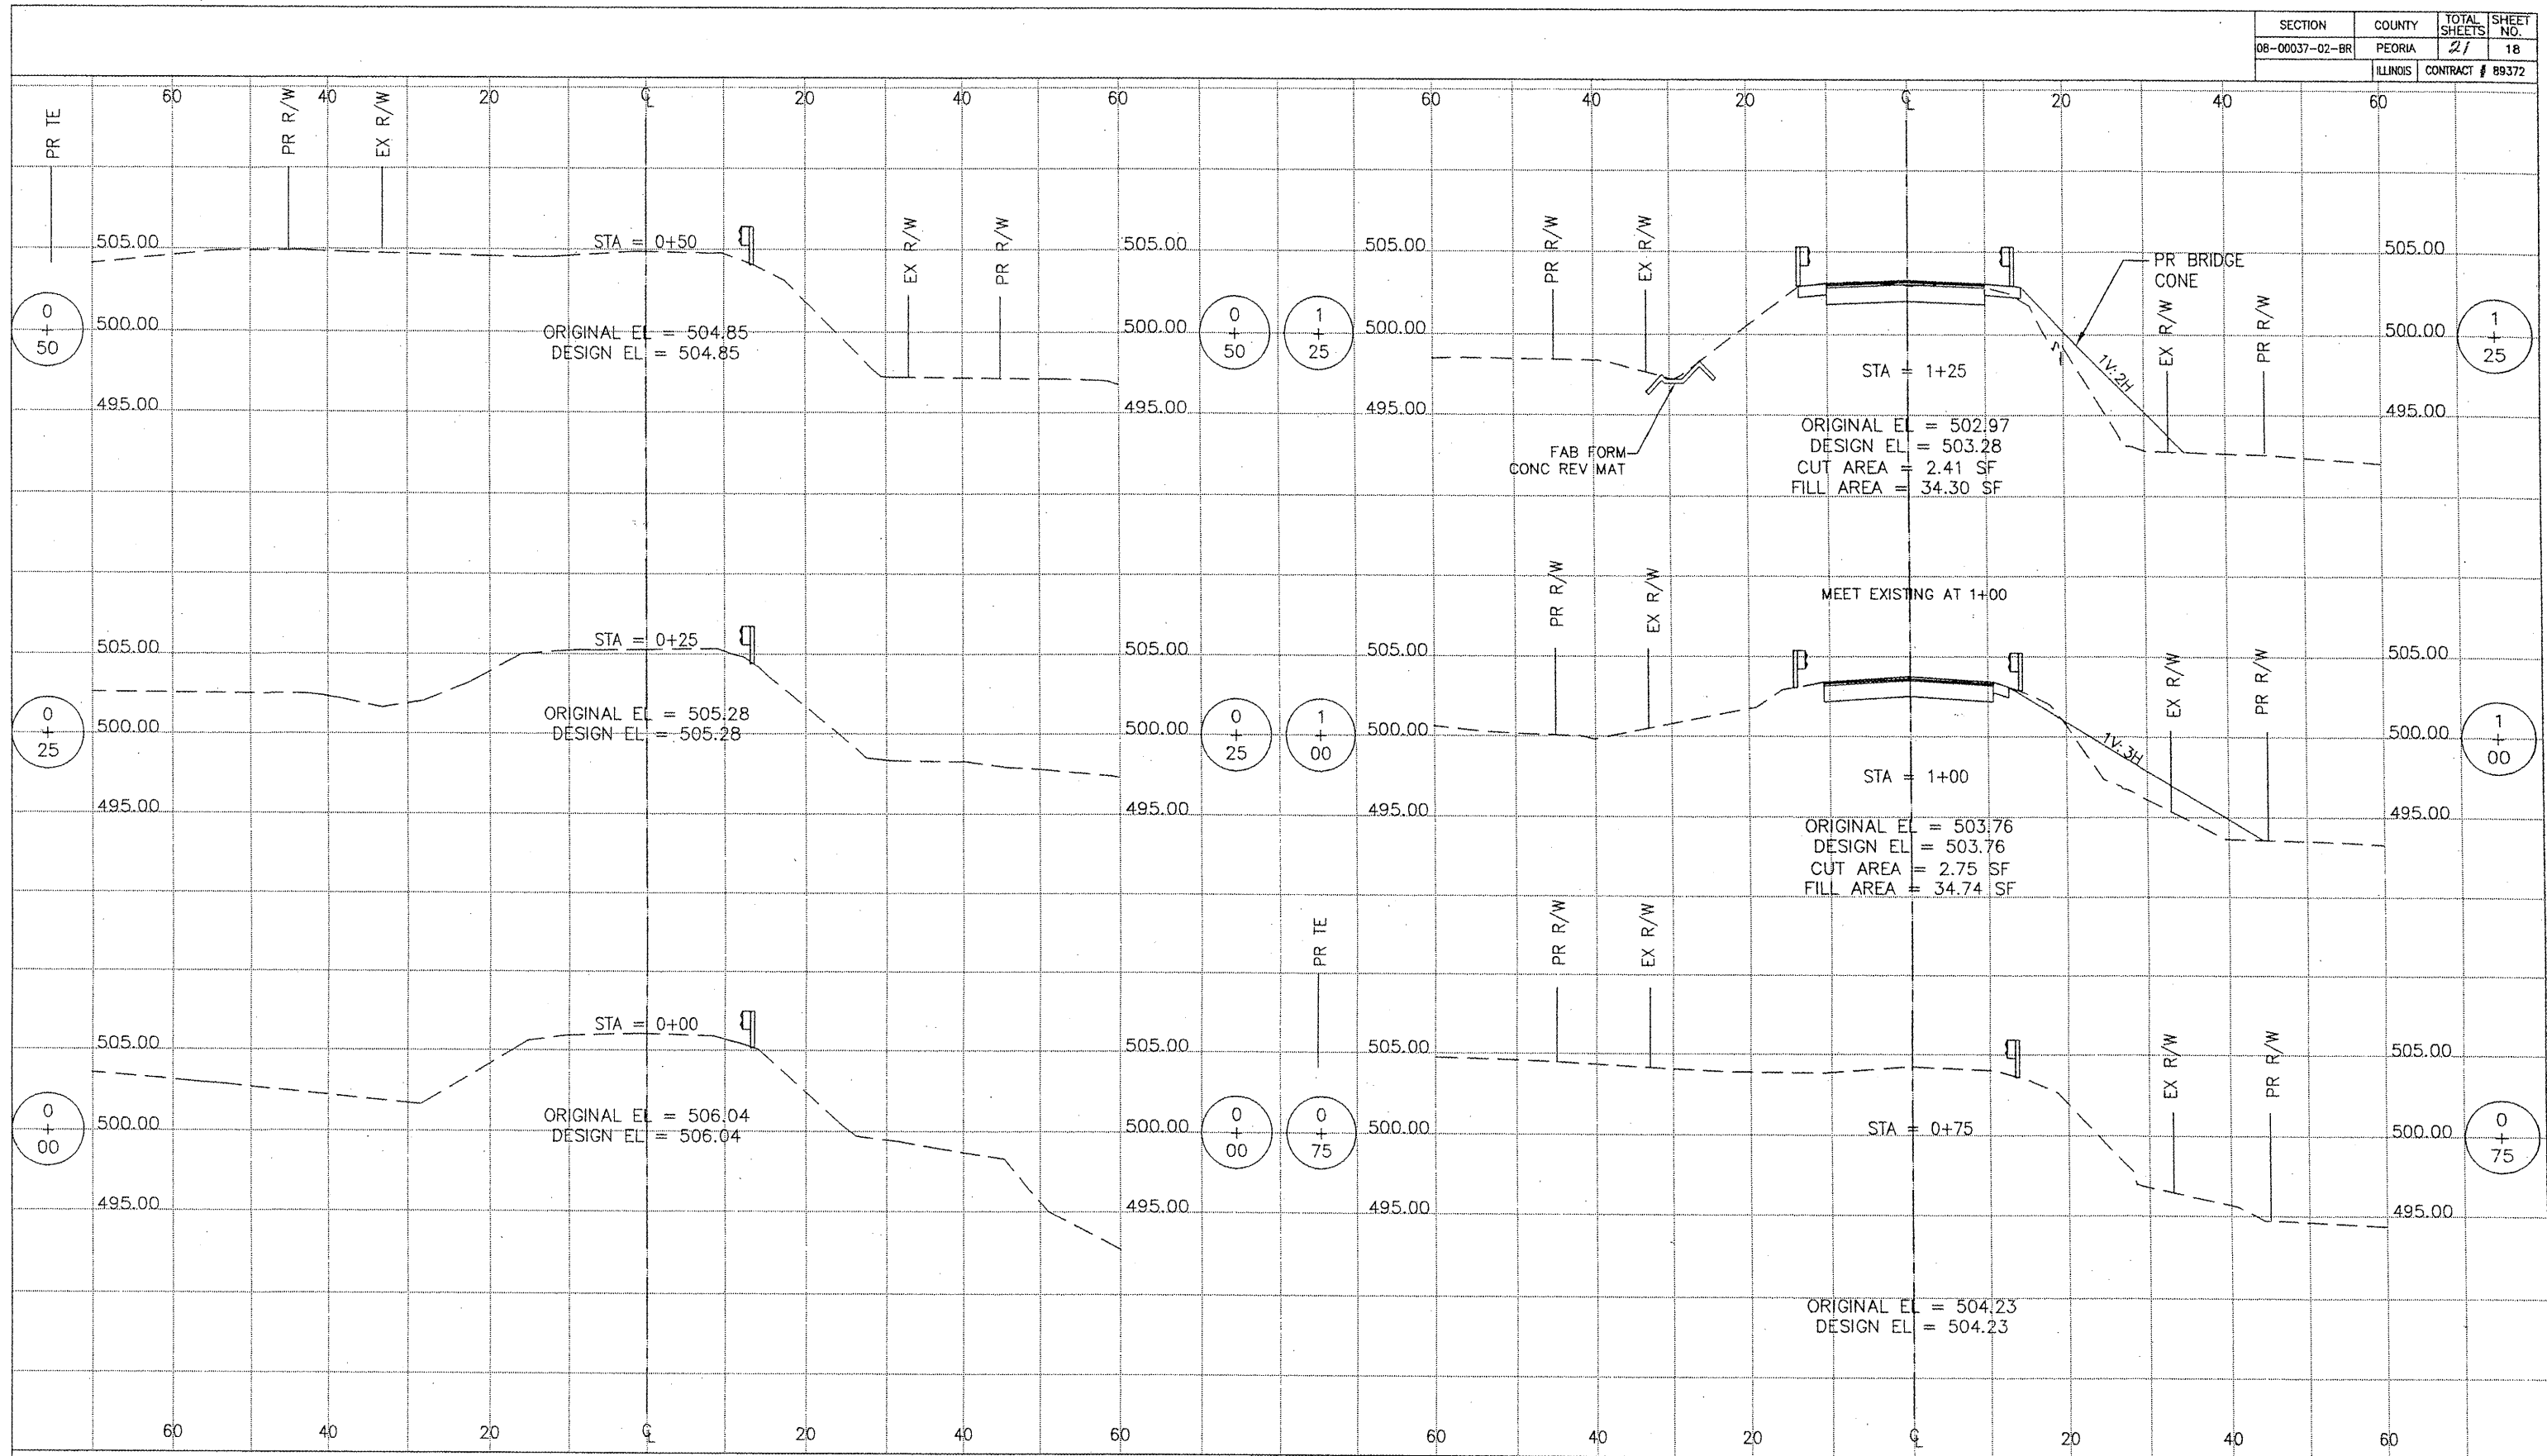 SECTION COUNTY TOTAL SHEETS SHEET NO.
08-00037-02-BR PEORIA 21 18
ILLINOIS CONTRACT # 89372
60 40 20 ℄ 20 40 60
60 40 20 ℄ 20 40 60
PR TE
PR R/W
EX R/W
EX R/W
PR R/W
STA = 0+50
505.00 505.00
500.00 500.00
495.00 495.00
0 + 50
0 + 50
ORIGINAL EL = 504.85
DESIGN EL = 504.85
STA = 0+25
505.00 505.00
500.00 500.00
495.00 495.00
0 + 25
0 + 25
ORIGINAL EL = 505.28
DESIGN EL = 505.28
STA = 0+00
505.00 505.00
500.00 500.00
495.00 495.00
0 + 00
0 + 00
ORIGINAL EL = 506.04
DESIGN EL = 506.04
PR R/W
EX R/W
EX R/W
PR R/W
PR BRIDGE
CONE
1V:2H
505.00 505.00
500.00 500.00
495.00 495.00
1 + 25
1 + 25
FAB FORM
CONC REV MAT
STA = 1+25
ORIGINAL EL = 502.97
DESIGN EL = 503.28
CUT AREA = 2.41 SF
FILL AREA = 34.30 SF
PR R/W
EX R/W
EX R/W
PR R/W
MEET EXISTING AT 1+00
1V:3H
505.00 505.00
500.00 500.00
495.00 495.00
1 + 00
1 + 00
STA = 1+00
ORIGINAL EL = 503.76
DESIGN EL = 503.76
CUT AREA = 2.75 SF
FILL AREA = 34.74 SF
PR TE
PR R/W
EX R/W
EX R/W
PR R/W
505.00 505.00
500.00 500.00
495.00 495.00
0 + 75
0 + 75
STA = 0+75
ORIGINAL EL = 504.23
DESIGN EL = 504.23
60 40 20 ℄ 20 40 60
60 40 20 ℄ 20 40 60